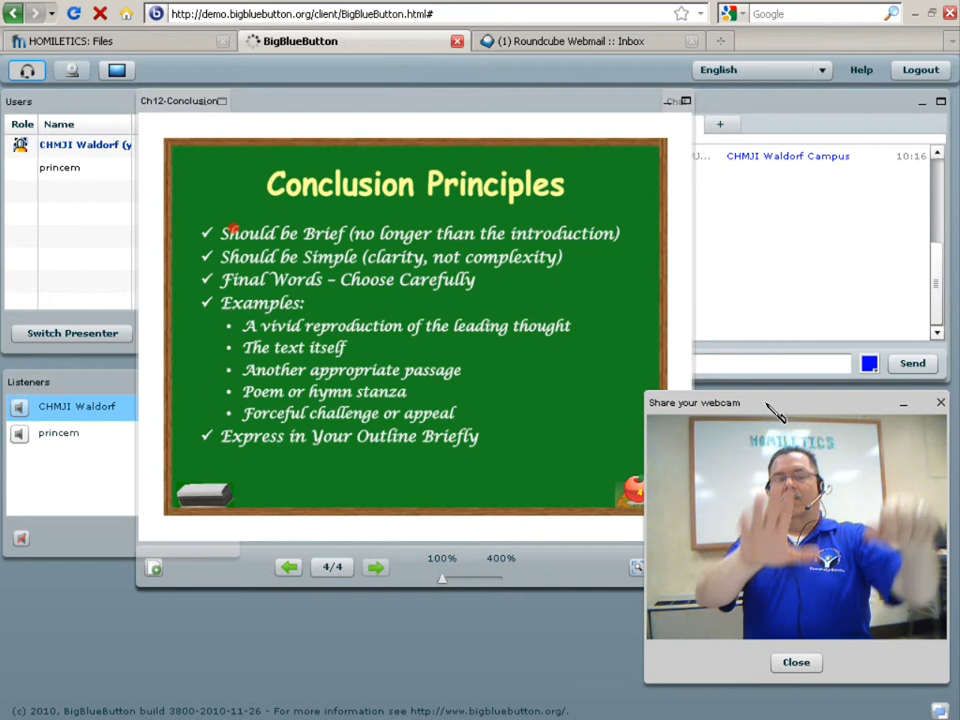 http://demo.bigbluebutton.org/client/BigBlueButton.html#
Google
HOMILETICS: Files
BigBlueButton
(1) Roundcube Webmail :: Inbox
English
Help
Logout
Users
Role Name
CHMJI Waldorf (y
princem
Switch Presenter
Listeners
CHMJI Waldorf
princem
Ch12-Conclusion
Conclusion Principles
✓ Should be Brief (no longer than the introduction)
✓ Should be Simple (clarity, not complexity)
✓ Final Words – Choose Carefully
✓ Examples:
• A vivid reproduction of the leading thought
• The text itself
• Another appropriate passage
• Poem or hymn stanza
• Forceful challenge or appeal
✓ Express in Your Outline Briefly
4/4
100% 400%
+
CHMJI Waldorf Campus 10:16
Send
Share your webcam
HOMILETICS
Close
(c) 2010, BigBlueButton build 3800-2010-11-26 - For more information see http://www.bigbluebutton.org/.